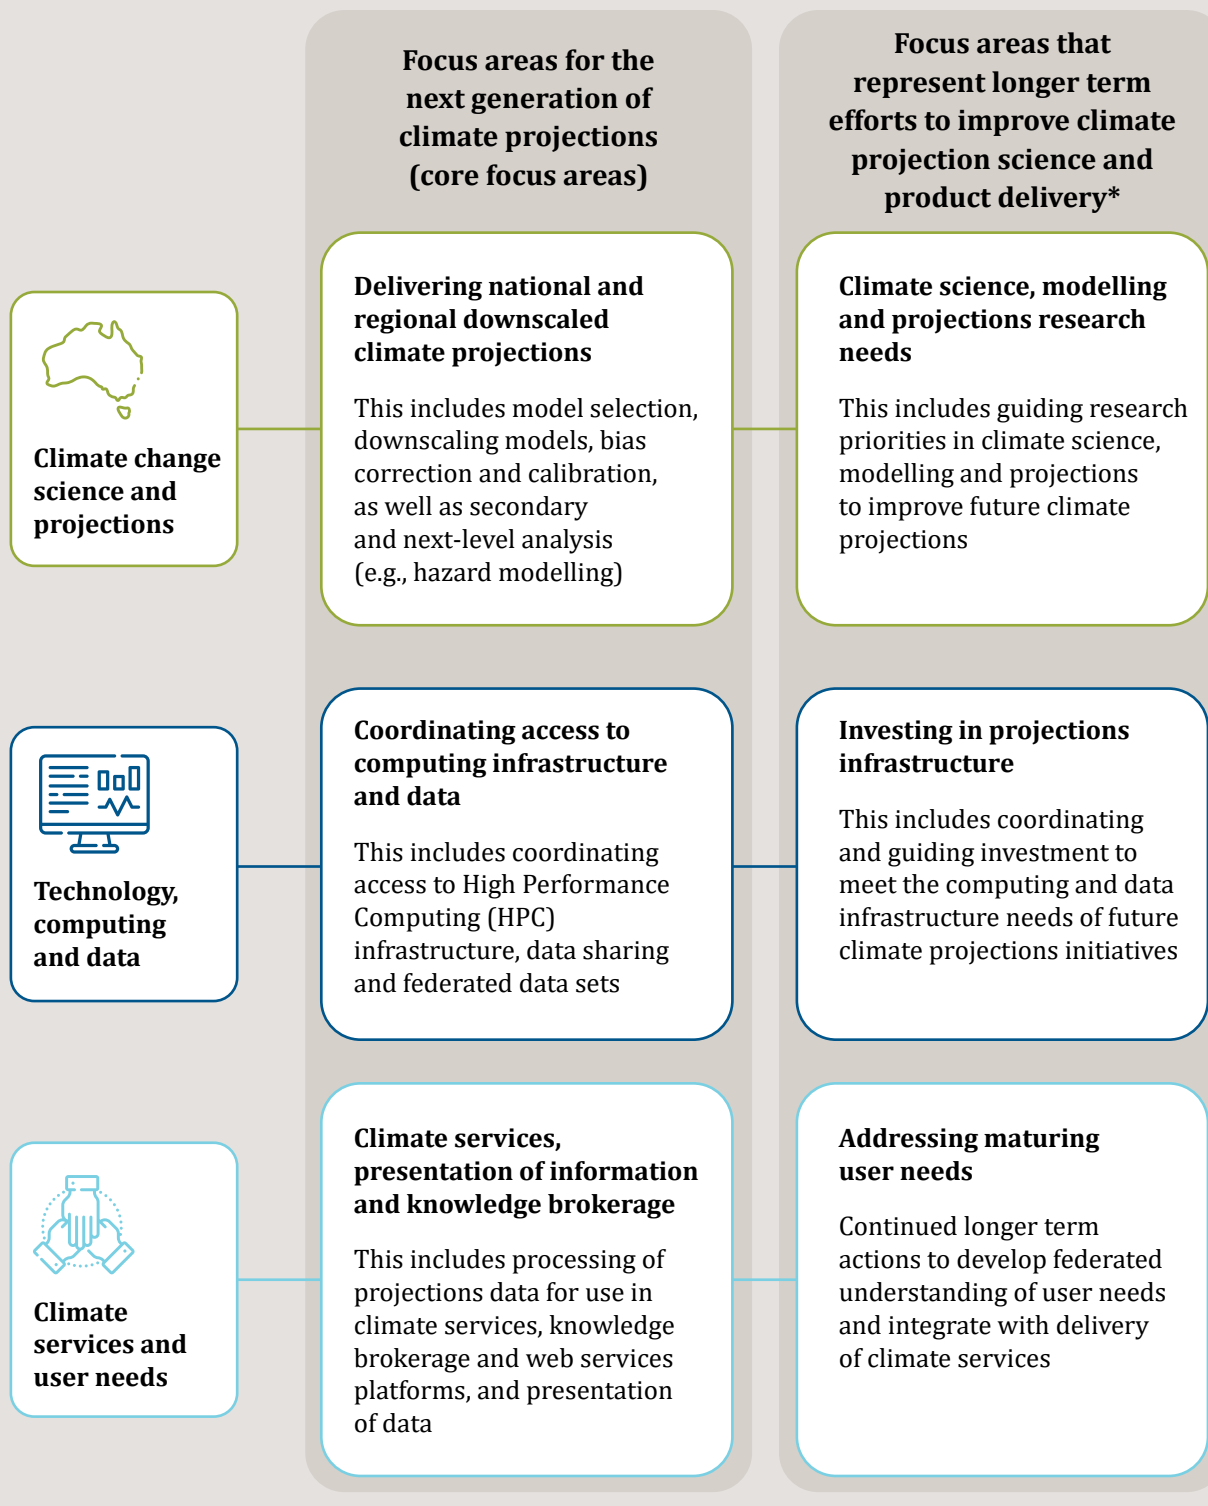 Focus areas for the
next generation of
climate projections
(core focus areas)
Focus areas that
represent longer term
efforts to improve climate
projection science and
product delivery*
Climate change
science and
projections
Delivering national and
regional downscaled
climate projections
This includes model selection,
downscaling models, bias
correction and calibration,
as well as secondary
and next-level analysis
(e.g., hazard modelling)
Climate science, modelling
and projections research
needs
This includes guiding research
priorities in climate science,
modelling and projections
to improve future climate
projections
Technology,
computing
and data
Coordinating access to
computing infrastructure
and data
This includes coordinating
access to High Performance
Computing (HPC)
infrastructure, data sharing
and federated data sets
Investing in projections
infrastructure
This includes coordinating
and guiding investment to
meet the computing and data
infrastructure needs of future
climate projections initiatives
Climate
services and
user needs
Climate services,
presentation of information
and knowledge brokerage
This includes processing of
projections data for use in
climate services, knowledge
brokerage and web services
platforms, and presentation
of data
Addressing maturing
user needs
Continued longer term
actions to develop federated
understanding of user needs
and integrate with delivery
of climate services